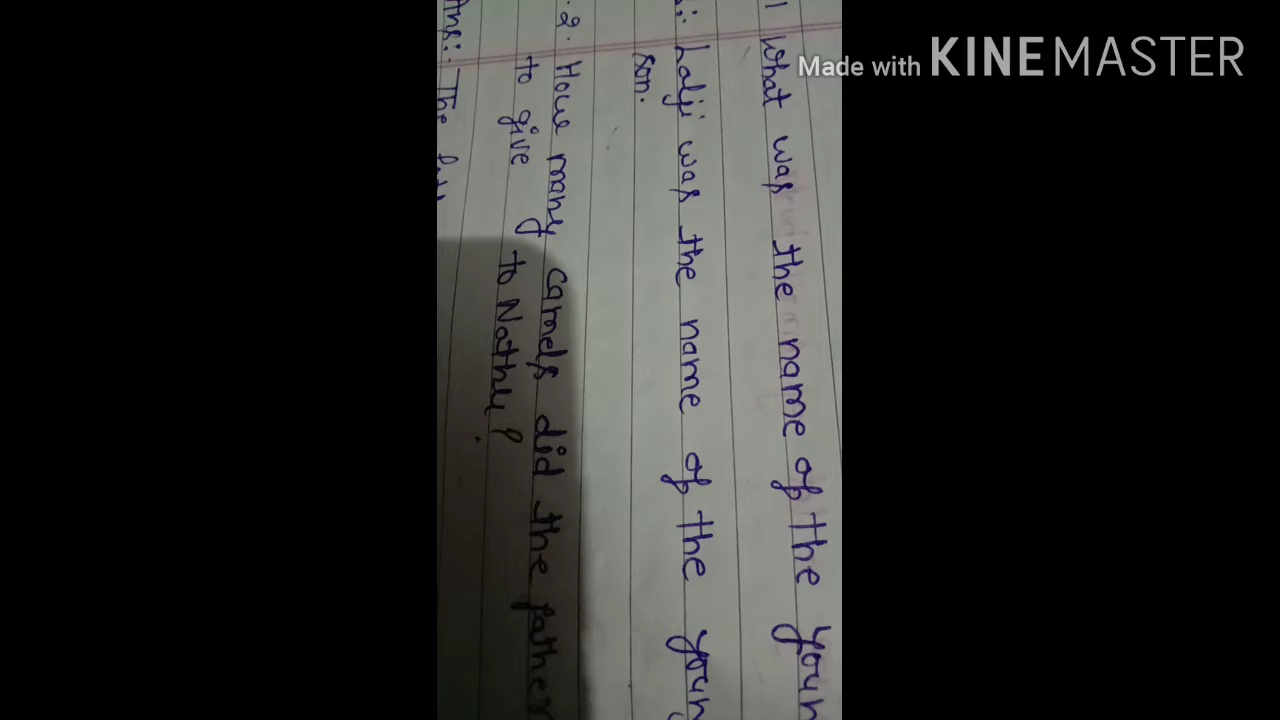 Made with KINEMASTER
1 What was the name of the youn
s:- Lalji was the name of the youn
son.
.2. How many camels did the father
to give to Nathu?
Ans:- The